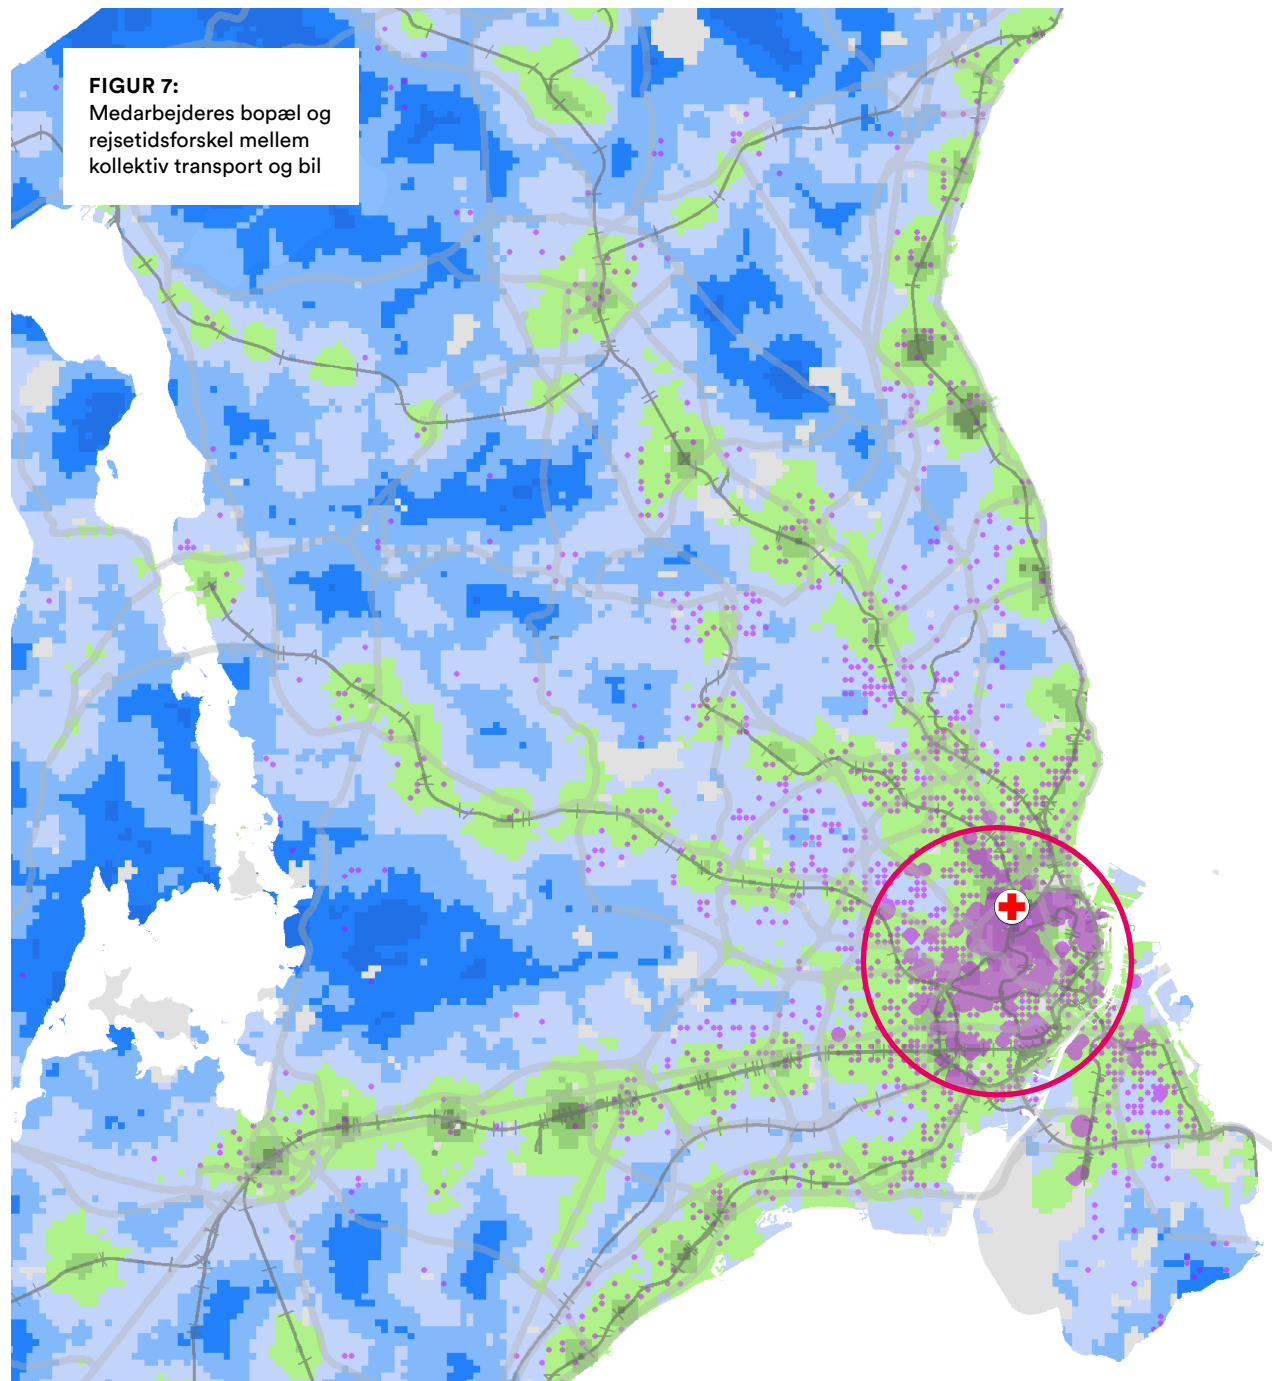 FIGUR 7:
Medarbejderes bopæl og
rejsetidsforskel mellem
kollektiv transport og bil